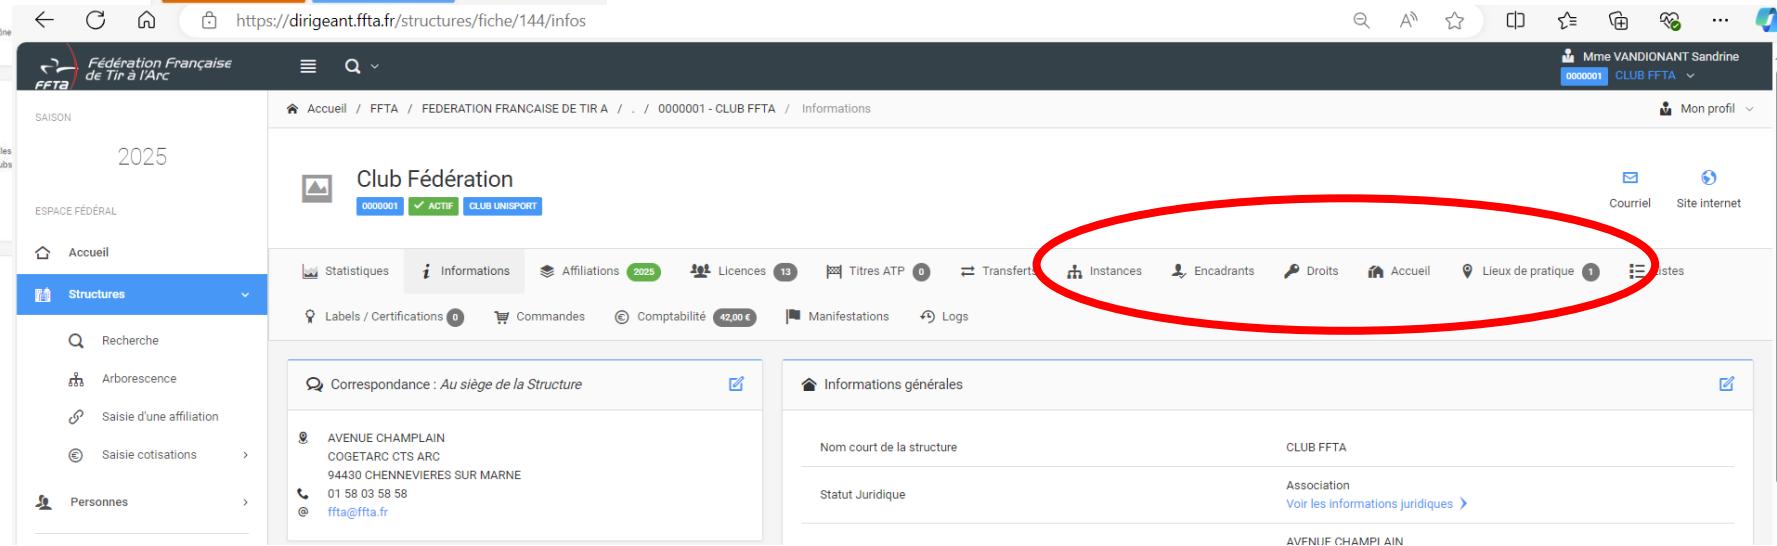 https://dirigeant.ffta.fr/structures/fiche/144/infos
Fédération Française
de Tir à l'Arc
FFTa
Mme VANDIONANT Sandrine
0000001 CLUB FFTA
SAISON
2025
ESPACE FÉDÉRAL
Accueil
Structures
Recherche
Arborescence
Saisie d'une affiliation
Saisie cotisations
Personnes
Accueil / FFTA / FEDERATION FRANCAISE DE TIR A / . / 0000001 - CLUB FFTA / Informations
Mon profil
Club Fédération
0000001 ACTIF CLUB UNISPORT
Courriel Site internet
Statistiques Informations Affiliations 2025 Licences 13 Titres ATP 0 Transferts Instances Encadrants Droits Accueil Lieux de pratique 1 Listes
Labels / Certifications 0 Commandes Comptabilité 42,00 € Manifestations Logs
Correspondance : Au siège de la Structure
AVENUE CHAMPLAIN
COGETARC CTS ARC
94430 CHENNEVIERES SUR MARNE
01 58 03 58 58
@ ffta@ffta.fr
Informations générales
Nom court de la structure CLUB FFTA
Statut Juridique Association
Voir les informations juridiques
AVENUE CHAMPLAIN